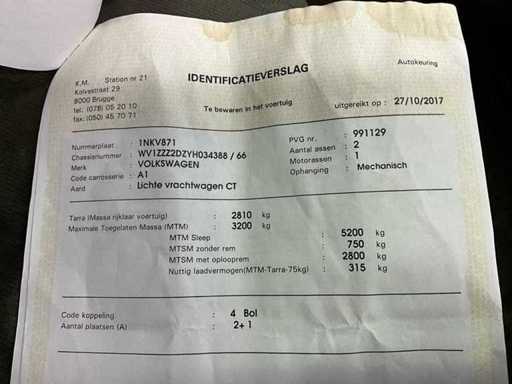 K.M. Station nr 21
Kolvestraat 29
8000 Brugge
tel: (078) 05 20 10
fax: (050) 45 70 71
IDENTIFICATIEVERSLAG
Autokeuring
Te bewaren in het voertuig
uitgereikt op : 27/10/2017
Nummerplaat : 1NKV871
Chassisnummer : WV1ZZZ2DZYH034388 / 66
Merk : VOLKSWAGEN
Code carrosserie : A1
Aard : Lichte vrachtwagen CT
PVG nr. : 991129
Aantal assen : 2
Motorassen : 1
Ophanging : Mechanisch
Tarra (Massa rijklaar voertuig) : 2810 kg
Maximale Toegelaten Massa (MTM) : 3200 kg
MTM Sleep : 5200 kg
MTSM zonder rem : 750 kg
MTSM met oplooprem : 2800 kg
Nuttig laadvermogen(MTM-Tarra-75kg) : 315 kg
Code koppeling : 4 Bol
Aantal plaatsen (A) : 2+1